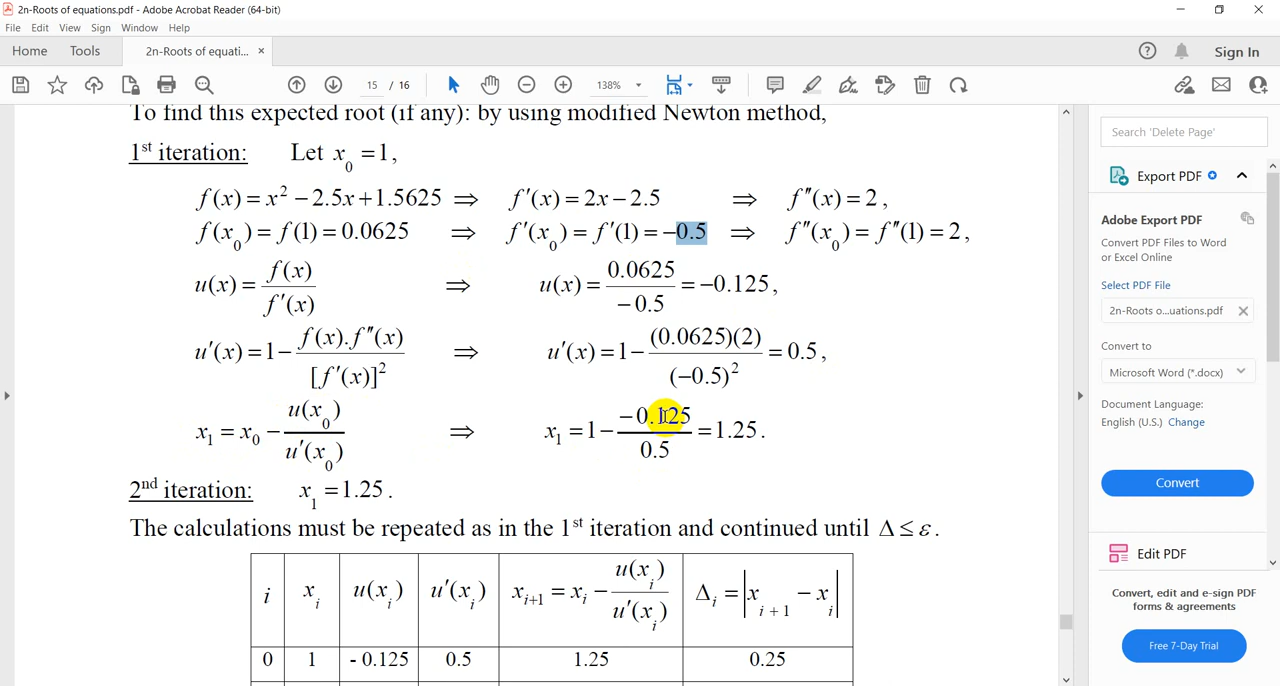 2n-Roots of equations.pdf - Adobe Acrobat Reader (64-bit)
File Edit View Sign Window Help
Home Tools 2n-Roots of equati... × Sign In
15 / 16 138%
To find this expected root (if any): by using modified Newton method,
1st iteration: Let x₀ = 1,
f(x) = x² − 2.5x + 1.5625 ⇒ f′(x) = 2x − 2.5 ⇒ f″(x) = 2 ,
f(x₀) = f(1) = 0.0625 ⇒ f′(x₀) = f′(1) = −0.5 ⇒ f″(x₀) = f″(1) = 2 ,
u(x) = f(x) / f′(x) ⇒ u(x) = 0.0625 / −0.5 = −0.125 ,
u′(x) = 1 − f(x).f″(x) / [f′(x)]² ⇒ u′(x) = 1 − (0.0625)(2) / (−0.5)² = 0.5 ,
x₁ = x₀ − u(x₀) / u′(x₀) ⇒ x₁ = 1 − −0.125 / 0.5 = 1.25 .
2nd iteration: x₁ = 1.25 .
The calculations must be repeated as in the 1st iteration and continued until Δ ≤ ε .
i xᵢ u(xᵢ) u′(xᵢ) xᵢ₊₁ = xᵢ − u(xᵢ) / u′(xᵢ) Δᵢ = |xᵢ₊₁ − xᵢ|
0 1 - 0.125 0.5 1.25 0.25
Search 'Delete Page'
Export PDF
Adobe Export PDF
Convert PDF Files to Word
or Excel Online
Select PDF File
2n-Roots o...uations.pdf
Convert to
Microsoft Word (*.docx)
Document Language:
English (U.S.) Change
Convert
Edit PDF
Convert, edit and e-sign PDF
forms & agreements
Free 7-Day Trial